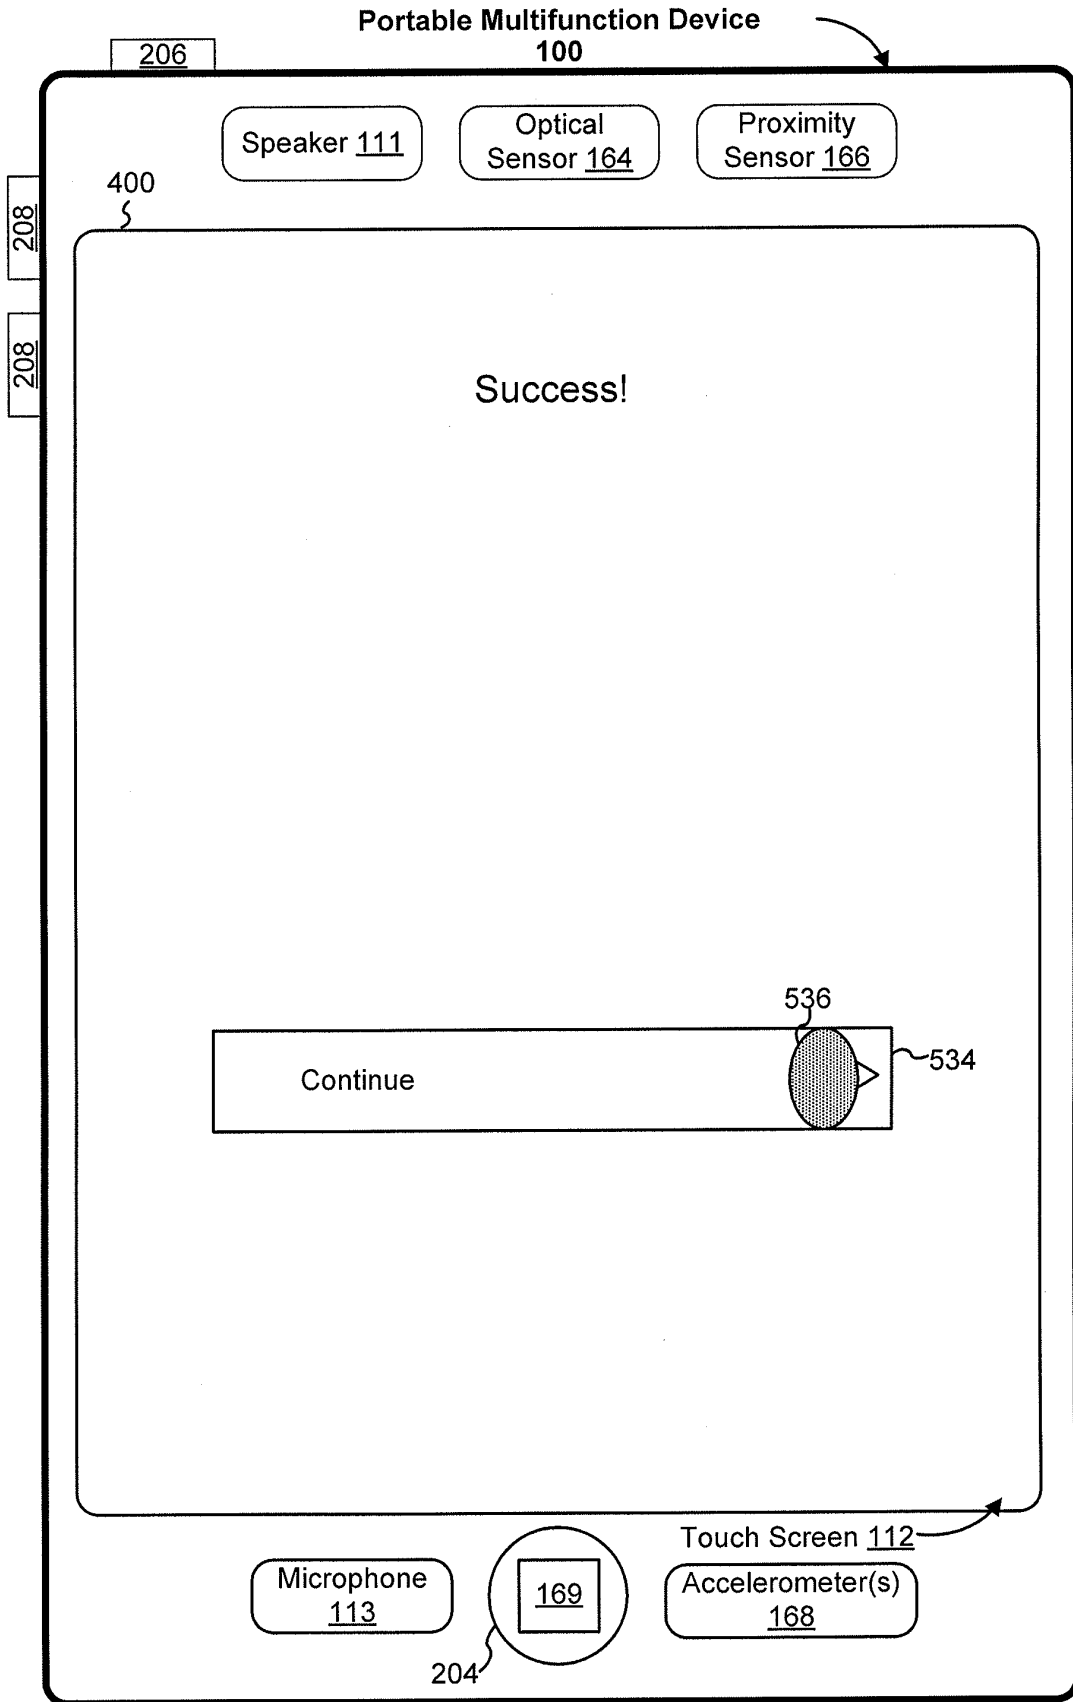 Portable Multifunction Device
100
206
Speaker 111
Optical
Sensor 164
Proximity
Sensor 166
400
208
208
Success!
536
534
Continue
Touch Screen 112
Microphone
113
169
Accelerometer(s)
168
204